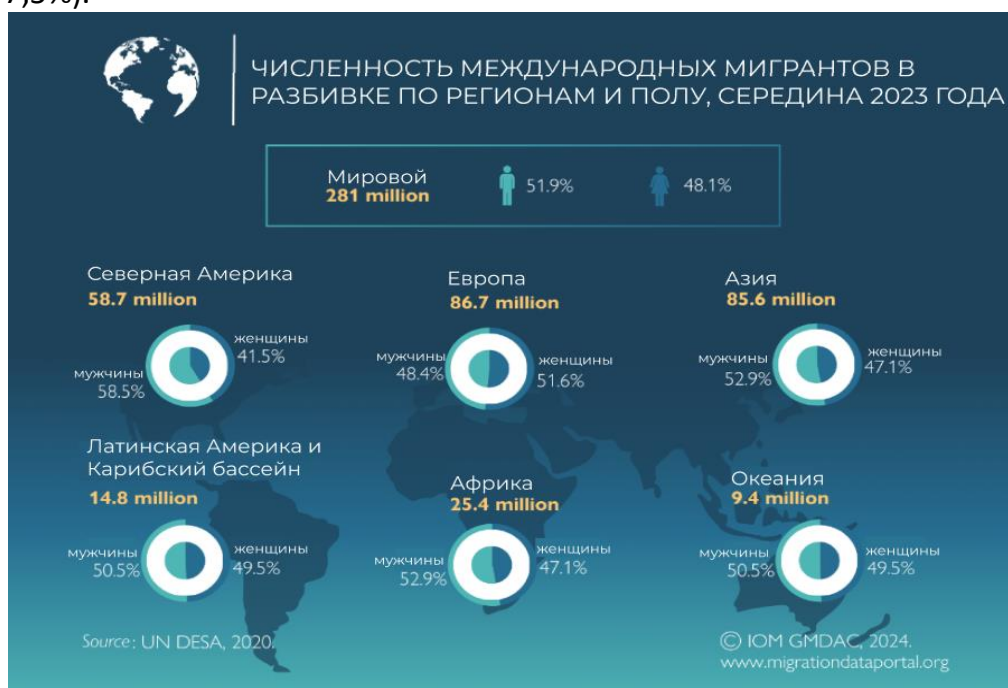 7,5%).
ЧИСЛЕННОСТЬ МЕЖДУНАРОДНЫХ МИГРАНТОВ В
РАЗБИВКЕ ПО РЕГИОНАМ И ПОЛУ, СЕРЕДИНА 2023 ГОДА
Мировой
281 million
51.9%
48.1%
Северная Америка
58.7 million
женщины
41.5%
мужчины
58.5%
Европа
86.7 million
мужчины
48.4%
женщины
51.6%
Азия
85.6 million
мужчины
52.9%
женщины
47.1%
Латинская Америка и
Карибский бассейн
14.8 million
мужчины
50.5%
женщины
49.5%
Африка
25.4 million
мужчины
52.9%
женщины
47.1%
Океания
9.4 million
мужчины
50.5%
женщины
49.5%
Source: UN DESA, 2020.
© IOM GMDAC, 2024.
www.migrationdataportal.org